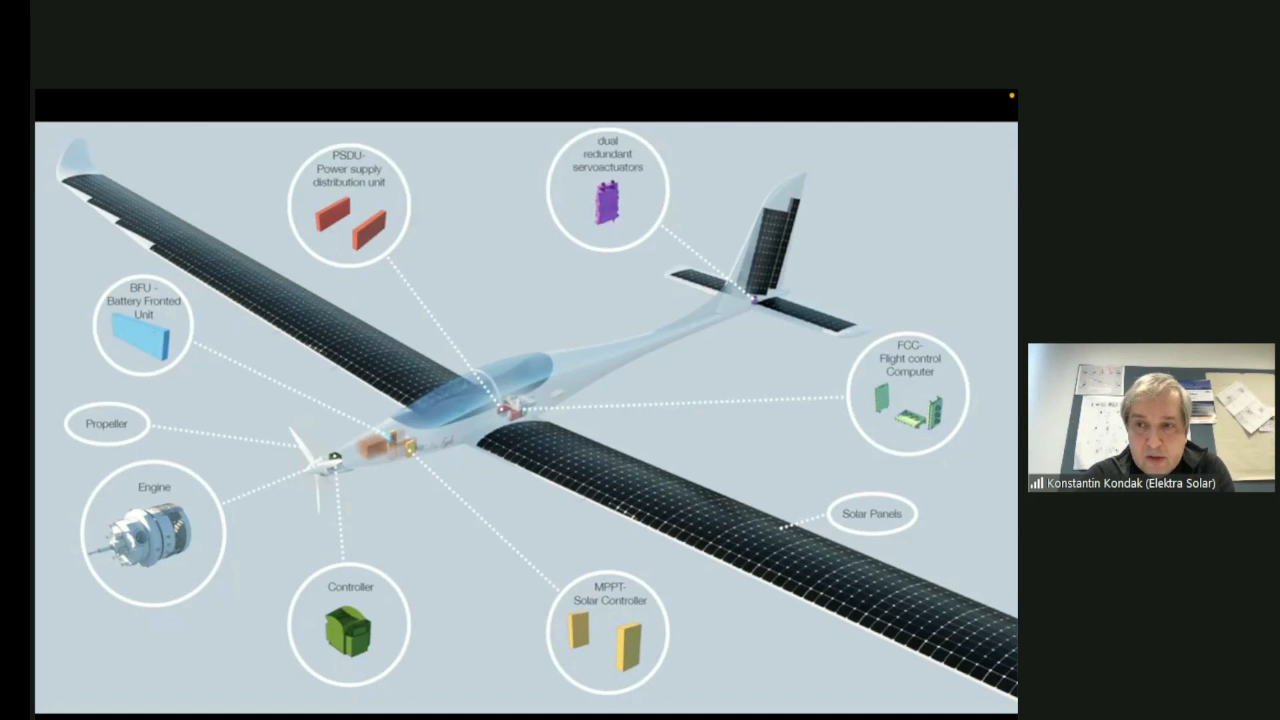 PSDU-
Power supply
distribution unit
dual
redundant
servoactuators
BFU -
Battery Fronted
Unit
FCC-
Flight control
Computer
Propeller
Engine
Solar Panels
Controller
MPPT-
Solar Controller
Konstantin Kondak (Elektra Solar)